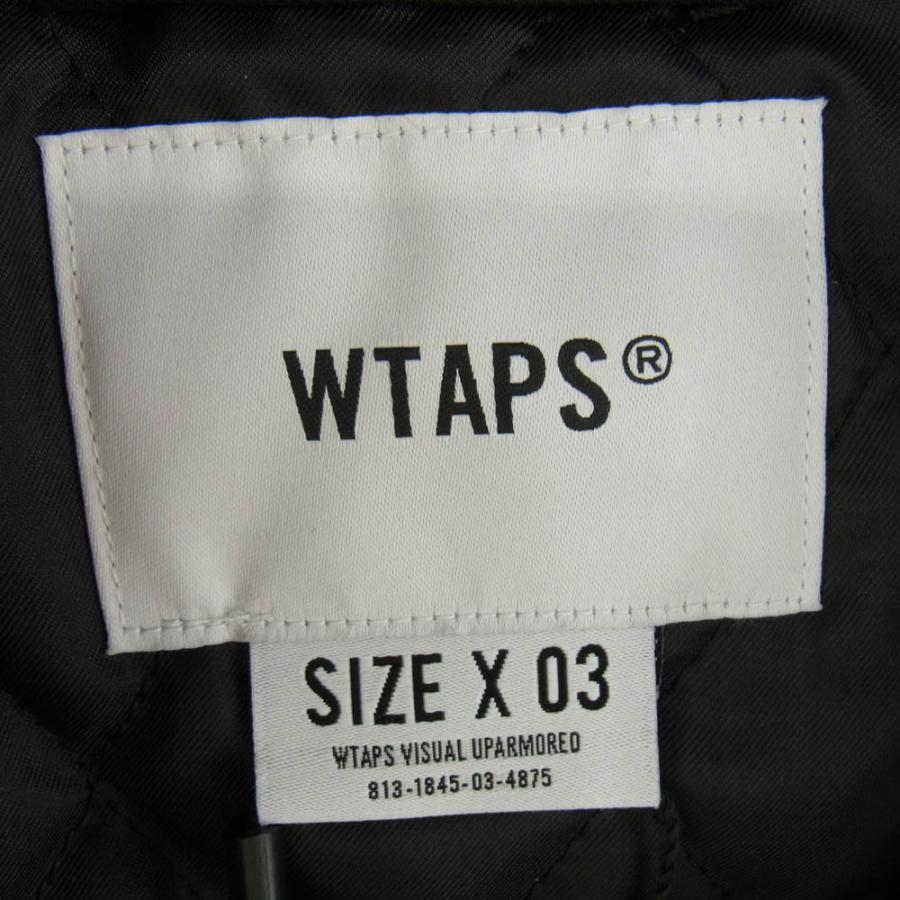 WTAPS®
SIZE X 03
WTAPS VISUAL UPARMORED
813-1845-03-4875